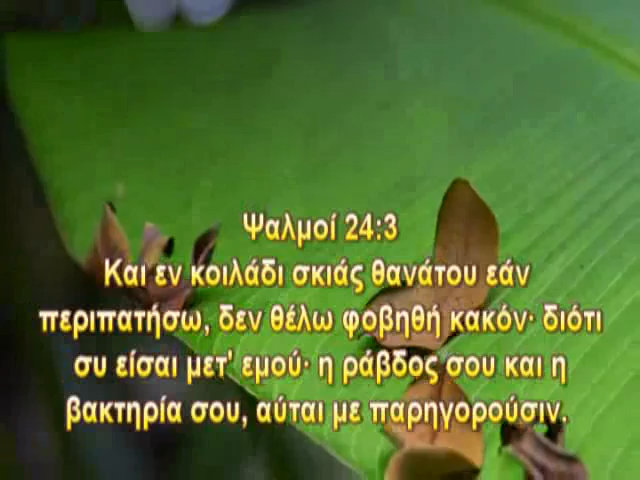 Ψαλμοί 24:3
Και εν κοιλάδι σκιάς θανάτου εάν
περιπατήσω, δεν θέλω φοβηθή κακόν· διότι
συ είσαι μετ' εμού· η ράβδος σου και η
βακτηρία σου, αύται με παρηγορούσιν.